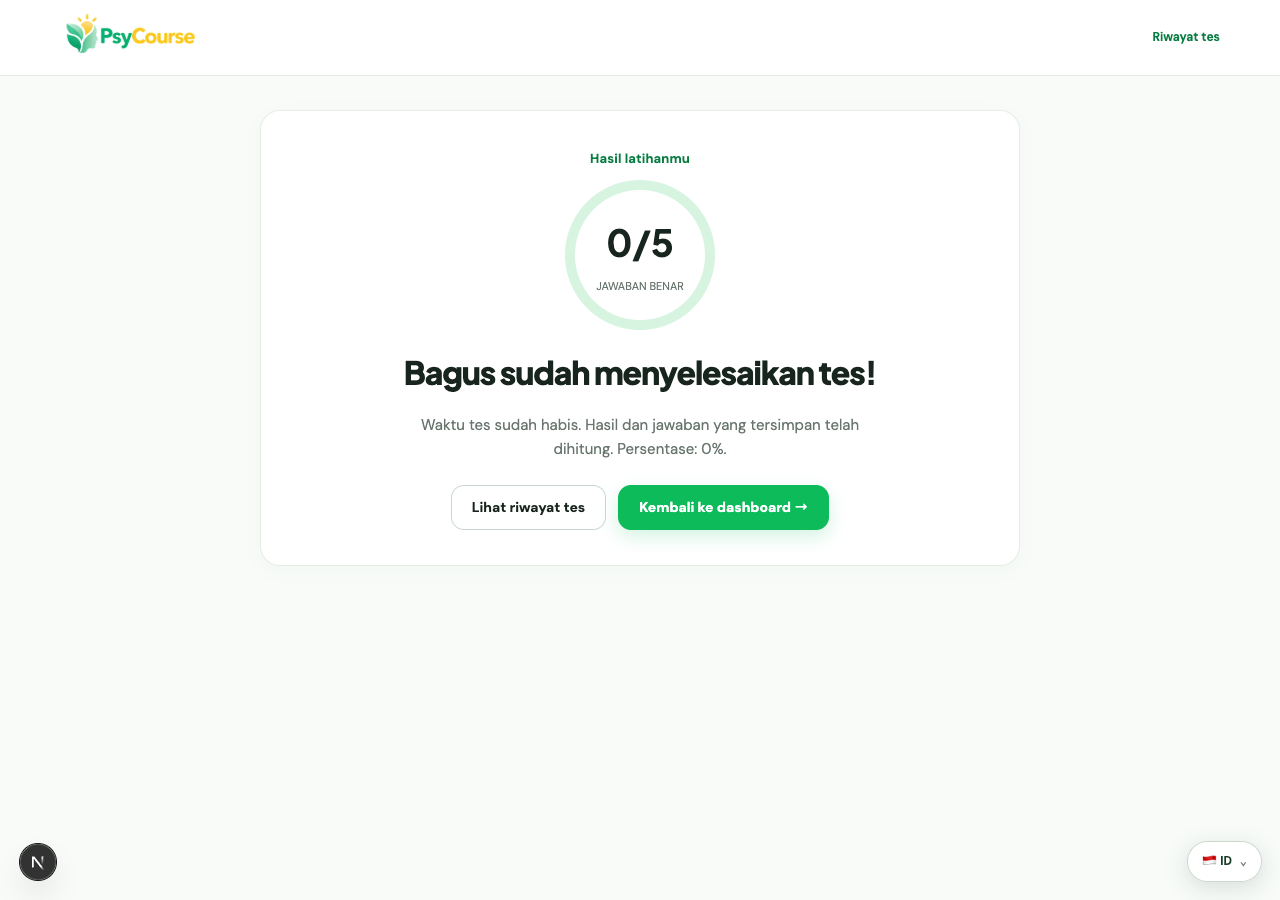 PsyCourse
Riwayat tes
Hasil latihanmu
0/5
JAWABAN BENAR
Bagus sudah menyelesaikan tes!
Waktu tes sudah habis. Hasil dan jawaban yang tersimpan telah
dihitung. Persentase: 0%.
Lihat riwayat tes
Kembali ke dashboard →
N
ID